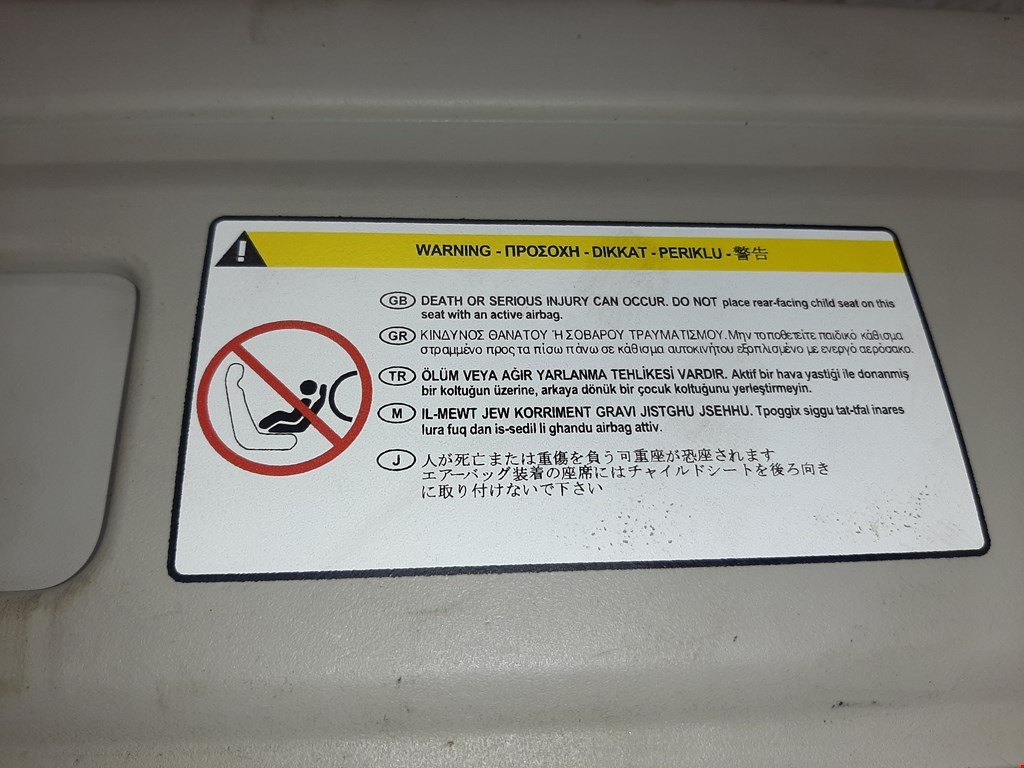 WARNING - ΠΡΟΣΟΧΗ - DIKKAT - PERIKLU - 警告
GB DEATH OR SERIOUS INJURY CAN OCCUR. DO NOT place rear-facing child seat on this
seat with an active airbag.
GR ΚΙΝΔΥΝΟΣ ΘΑΝΑΤΟΥ Ή ΣΟΒΑΡΟΥ ΤΡΑΥΜΑΤΙΣΜΟΥ. Μην τοποθετείτε παιδικό κάθισμα
στραμμένο προς τα πίσω πάνω σε κάθισμα αυτοκινήτου εξοπλισμένο με ενεργό αερόσακο.
TR ÖLÜM VEYA AĞIR YARLANMA TEHLİKESİ VARDIR. Aktif bir hava yastiği ile donanmiş
bir koltuğun üzerine, arkaya dönük bir çocuk koltuğunu yerleştirmeyin.
M IL-MEWT JEW KORRIMENT GRAVI JISTGHU JSEHHU. Tpoggix siggu tat-tfal inares
lura fuq dan is-sedil li ghandu airbag attiv.
J 人が死亡または重傷を負う可重座が恐座されます
エアーバッグ装着の座席にはチャイルドシートを後ろ向き
に取り付けないで下さい